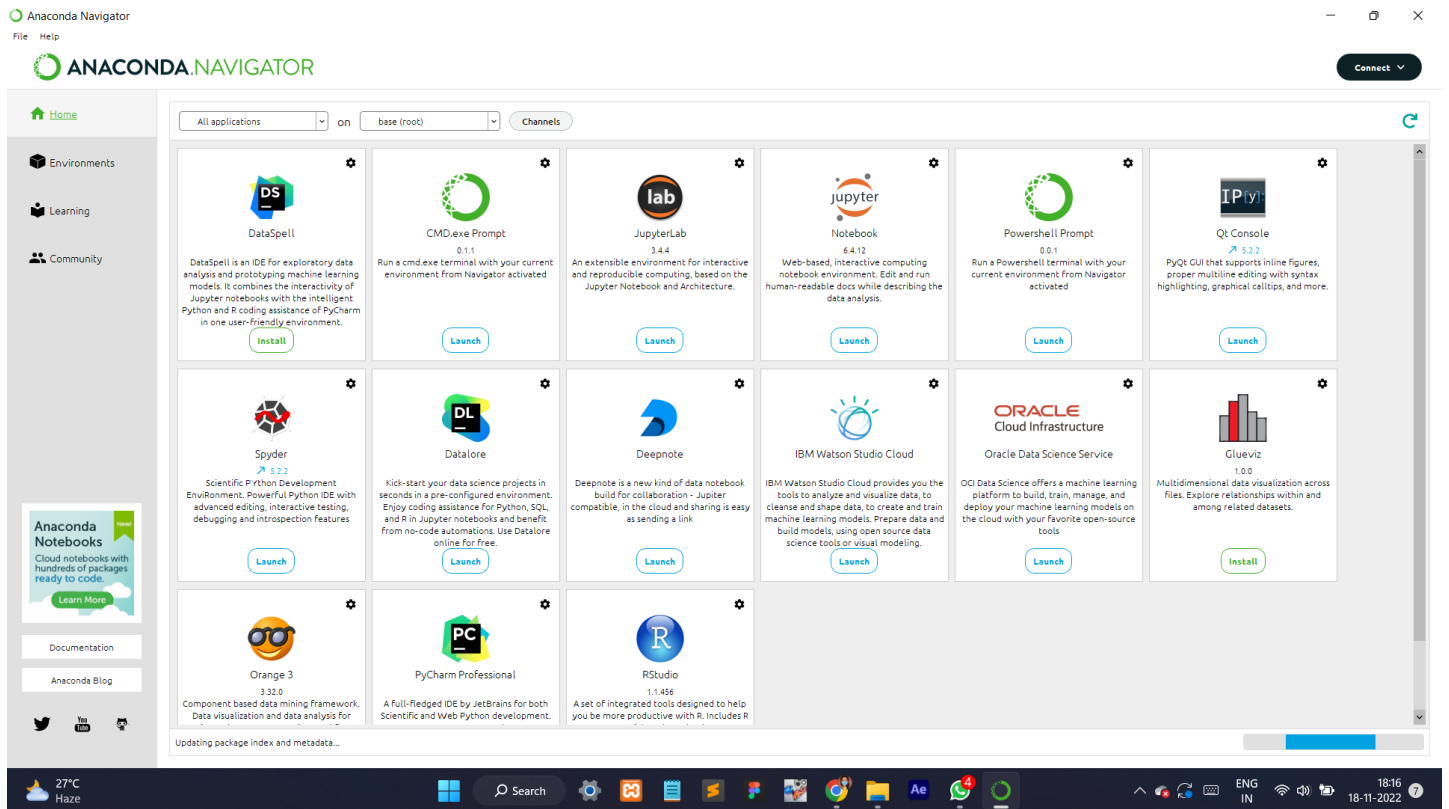 Anaconda Navigator
File Help
ANACONDA.NAVIGATOR
Connect
Home
All applications on base (root) Channels
Environments
Learning
Community
DS
DataSpell
DataSpell is an IDE for exploratory data
analysis and prototyping machine learning
models. It combines the interactivity of
Jupyter notebooks with the intelligent
Python and R coding assistance of PyCharm
in one user-friendly environment.
Install
CMD.exe Prompt
0.1.1
Run a cmd.exe terminal with your current
environment from Navigator activated
Launch
lab
JupyterLab
3.4.4
An extensible environment for interactive
and reproducible computing, based on the
Jupyter Notebook and Architecture.
Launch
jupyter
Notebook
6.4.12
Web-based, interactive computing
notebook environment. Edit and run
human-readable docs while describing the
data analysis.
Launch
Powershell Prompt
0.0.1
Run a Powershell terminal with your
current environment from Navigator
activated
Launch
IP[y]:
Qt Console
5.2.2
PyQt GUI that supports inline figures,
proper multiline editing with syntax
highlighting, graphical calltips, and more.
Launch
Spyder
5.2.2
Scientific PYthon Development
EnviRonment. Powerful Python IDE with
advanced editing, interactive testing,
debugging and introspection features
Launch
DL
Datalore
Kick-start your data science projects in
seconds in a pre-configured environment.
Enjoy coding assistance for Python, SQL,
and R in Jupyter notebooks and benefit
from no-code automations. Use Datalore
online for free.
Launch
Deepnote
Deepnote is a new kind of data notebook
build for collaboration - Jupiter
compatible, in the cloud and sharing is easy
as sending a link
Launch
IBM Watson Studio Cloud
IBM Watson Studio Cloud provides you the
tools to analyze and visualize data, to
cleanse and shape data, to create and train
machine learning models. Prepare data and
build models, using open source data
science tools or visual modeling.
Launch
ORACLE
Cloud Infrastructure
Oracle Data Science Service
OCI Data Science offers a machine learning
platform to build, train, manage, and
deploy your machine learning models on
the cloud with your favorite open-source
tools
Launch
Glueviz
1.0.0
Multidimensional data visualization across
files. Explore relationships within and
among related datasets.
Install
Orange 3
3.32.0
Component based data mining framework.
Data visualization and data analysis for
PC
PyCharm Professional
A full-fledged IDE by JetBrains for both
Scientific and Web Python development.
R
RStudio
1.1.456
A set of integrated tools designed to help
you be more productive with R. Includes R
Anaconda
Notebooks
New!
Cloud notebooks with
hundreds of packages
ready to code.
Learn More
Documentation
Anaconda Blog
You
Tube
Updating package index and metadata...
27°C
Haze
Search
Ae
4
ENG
IN
18:16
18-11-2022
7